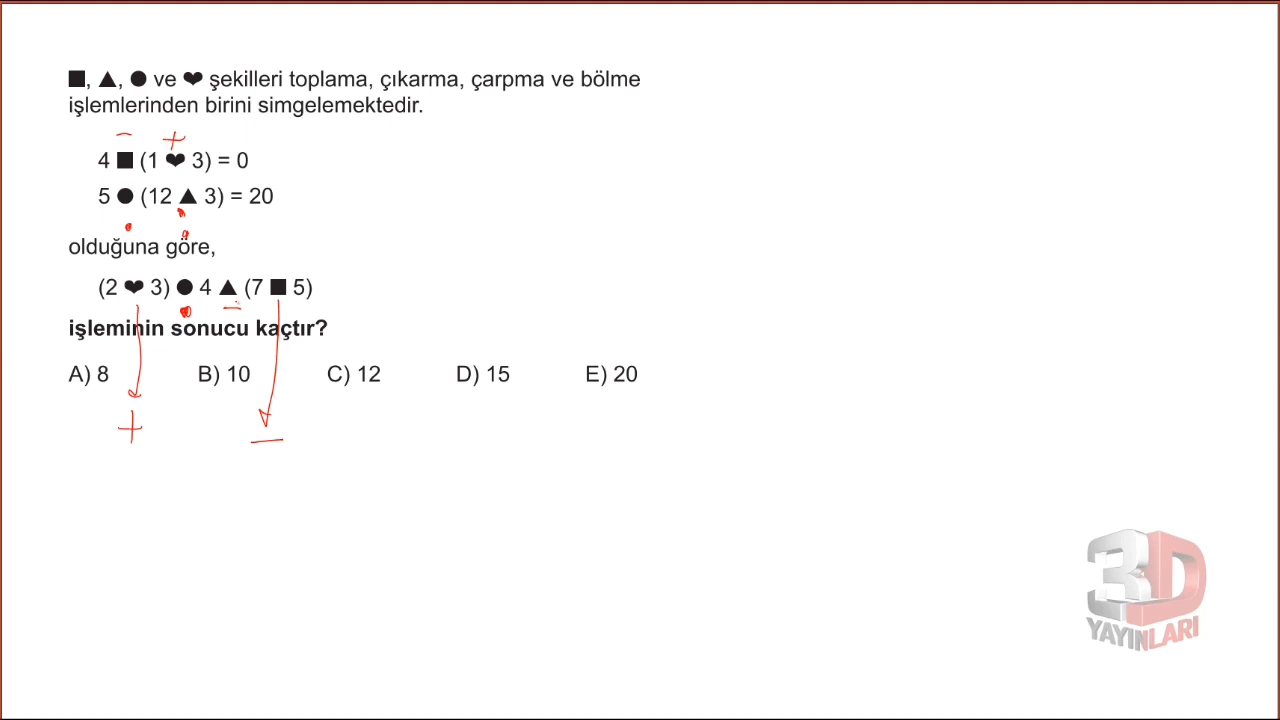 ■, ▲, ● ve ❤ şekilleri toplama, çıkarma, çarpma ve bölme
işlemlerinden birini simgelemektedir.
− +
4 ■ (1 ❤ 3) = 0
5 ● (12 ▲ 3) = 20
olduğuna göre,
(2 ❤ 3) ● 4 ▲ (7 ■ 5)
işleminin sonucu kaçtır?
A) 8 B) 10 C) 12 D) 15 E) 20
+ −
3D
YAYINLARI